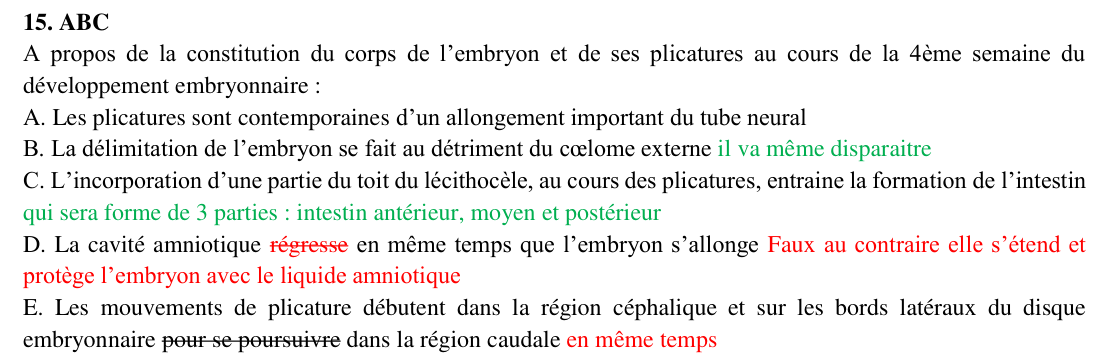 15. ABC
A propos de la constitution du corps de l’embryon et de ses plicatures au cours de la 4ème semaine du
développement embryonnaire :
A. Les plicatures sont contemporaines d’un allongement important du tube neural
B. La délimitation de l’embryon se fait au détriment du cœlome externe il va même disparaitre
C. L’incorporation d’une partie du toit du lécithocèle, au cours des plicatures, entraine la formation de l’intestin
qui sera forme de 3 parties : intestin antérieur, moyen et postérieur
D. La cavité amniotique régresse en même temps que l’embryon s’allonge Faux au contraire elle s’étend et
protège l’embryon avec le liquide amniotique
E. Les mouvements de plicature débutent dans la région céphalique et sur les bords latéraux du disque
embryonnaire pour se poursuivre dans la région caudale en même temps